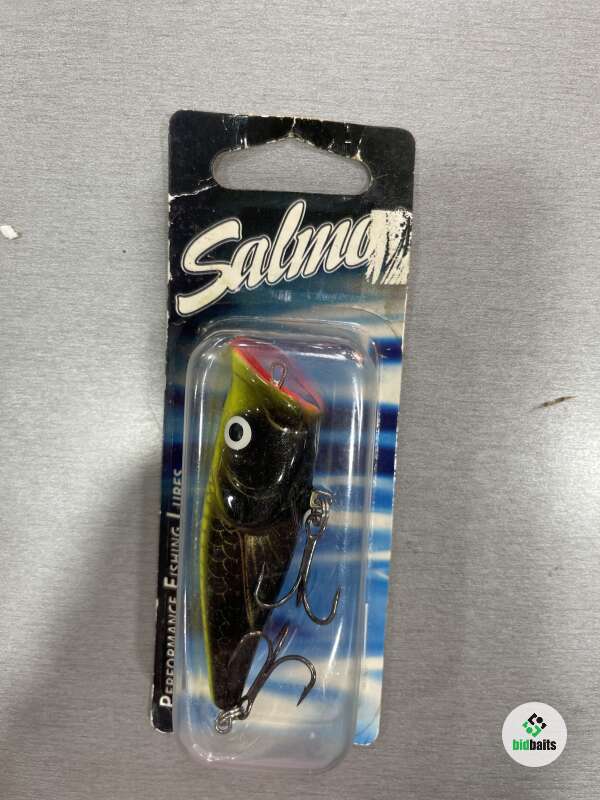 Salmo
PERFORMANCE FISHING LURES
bidbaits